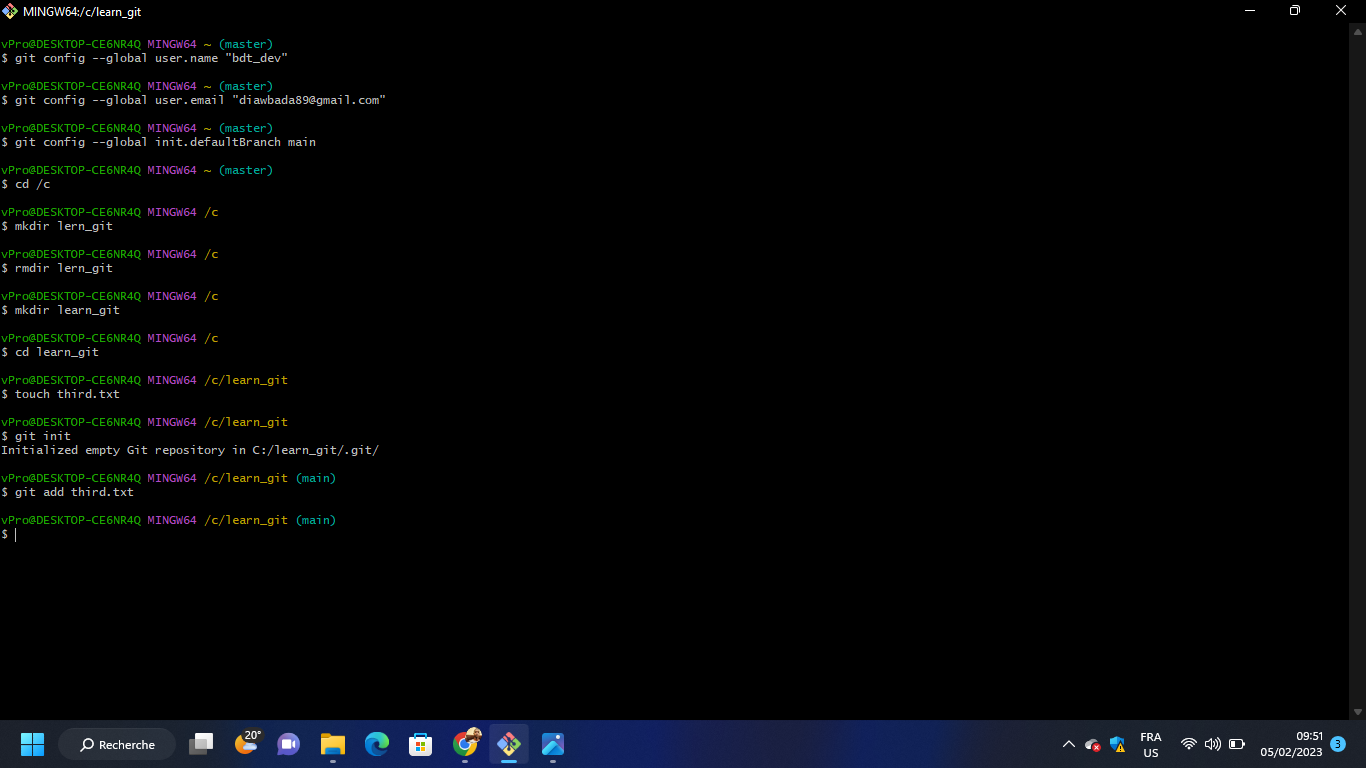 MINGW64:/c/learn_git
vPro@DESKTOP-CE6NR4Q MINGW64 ~ (master)
$ git config --global user.name "bdt_dev"
vPro@DESKTOP-CE6NR4Q MINGW64 ~ (master)
$ git config --global user.email "diawbada89@gmail.com"
vPro@DESKTOP-CE6NR4Q MINGW64 ~ (master)
$ git config --global init.defaultBranch main
vPro@DESKTOP-CE6NR4Q MINGW64 ~ (master)
$ cd /c
vPro@DESKTOP-CE6NR4Q MINGW64 /c
$ mkdir lern_git
vPro@DESKTOP-CE6NR4Q MINGW64 /c
$ rmdir lern_git
vPro@DESKTOP-CE6NR4Q MINGW64 /c
$ mkdir learn_git
vPro@DESKTOP-CE6NR4Q MINGW64 /c
$ cd learn_git
vPro@DESKTOP-CE6NR4Q MINGW64 /c/learn_git
$ touch third.txt
vPro@DESKTOP-CE6NR4Q MINGW64 /c/learn_git
$ git init
Initialized empty Git repository in C:/learn_git/.git/
vPro@DESKTOP-CE6NR4Q MINGW64 /c/learn_git (main)
$ git add third.txt
vPro@DESKTOP-CE6NR4Q MINGW64 /c/learn_git (main)
$
Recherche
20°
FRA
US
09:51
05/02/2023
3